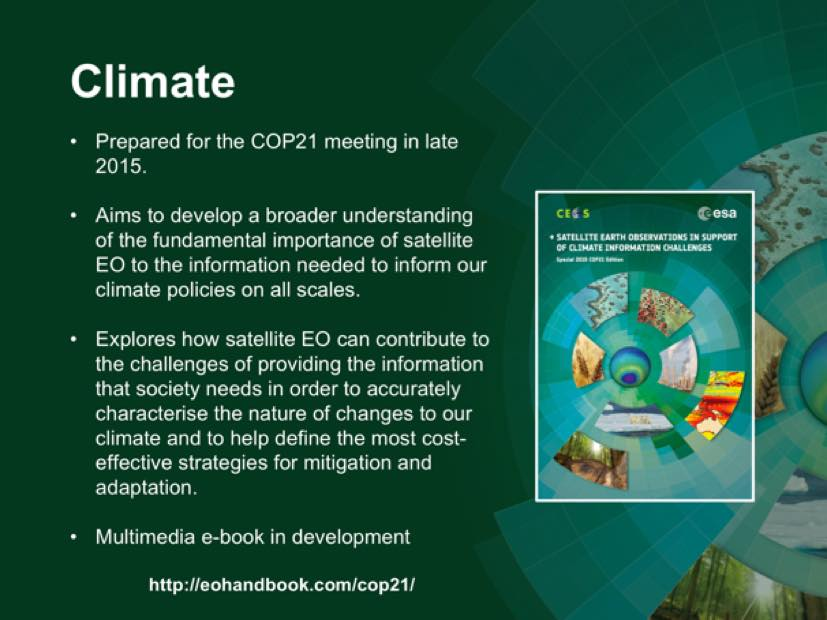 Climate
• Prepared for the COP21 meeting in late
2015.
• Aims to develop a broader understanding
of the fundamental importance of satellite
EO to the information needed to inform our
climate policies on all scales.
• Explores how satellite EO can contribute to
the challenges of providing the information
that society needs in order to accurately
characterise the nature of changes to our
climate and to help define the most cost-
effective strategies for mitigation and
adaptation.
• Multimedia e-book in development
http://eohandbook.com/cop21/
CEOS
esa
+ SATELLITE EARTH OBSERVATIONS IN SUPPORT
OF CLIMATE INFORMATION CHALLENGES
Special 2015 COP21 Edition